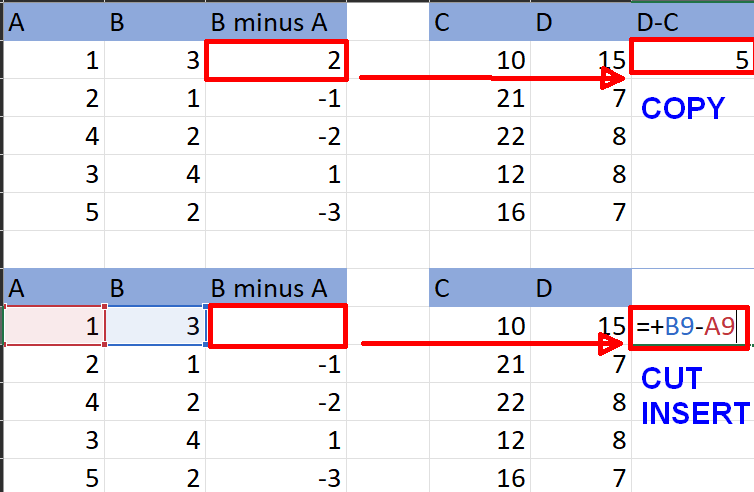 A B B minus A C D D-C
1 3 2 10 15 5
2 1 -1 21 7 COPY
4 2 -2 22 8
3 4 1 12 8
5 2 -3 16 7
A B B minus A C D
1 3 10 15 =+B9-A9
2 1 -1 21 7 CUT
4 2 -2 22 8 INSERT
3 4 1 12 8
5 2 -3 16 7